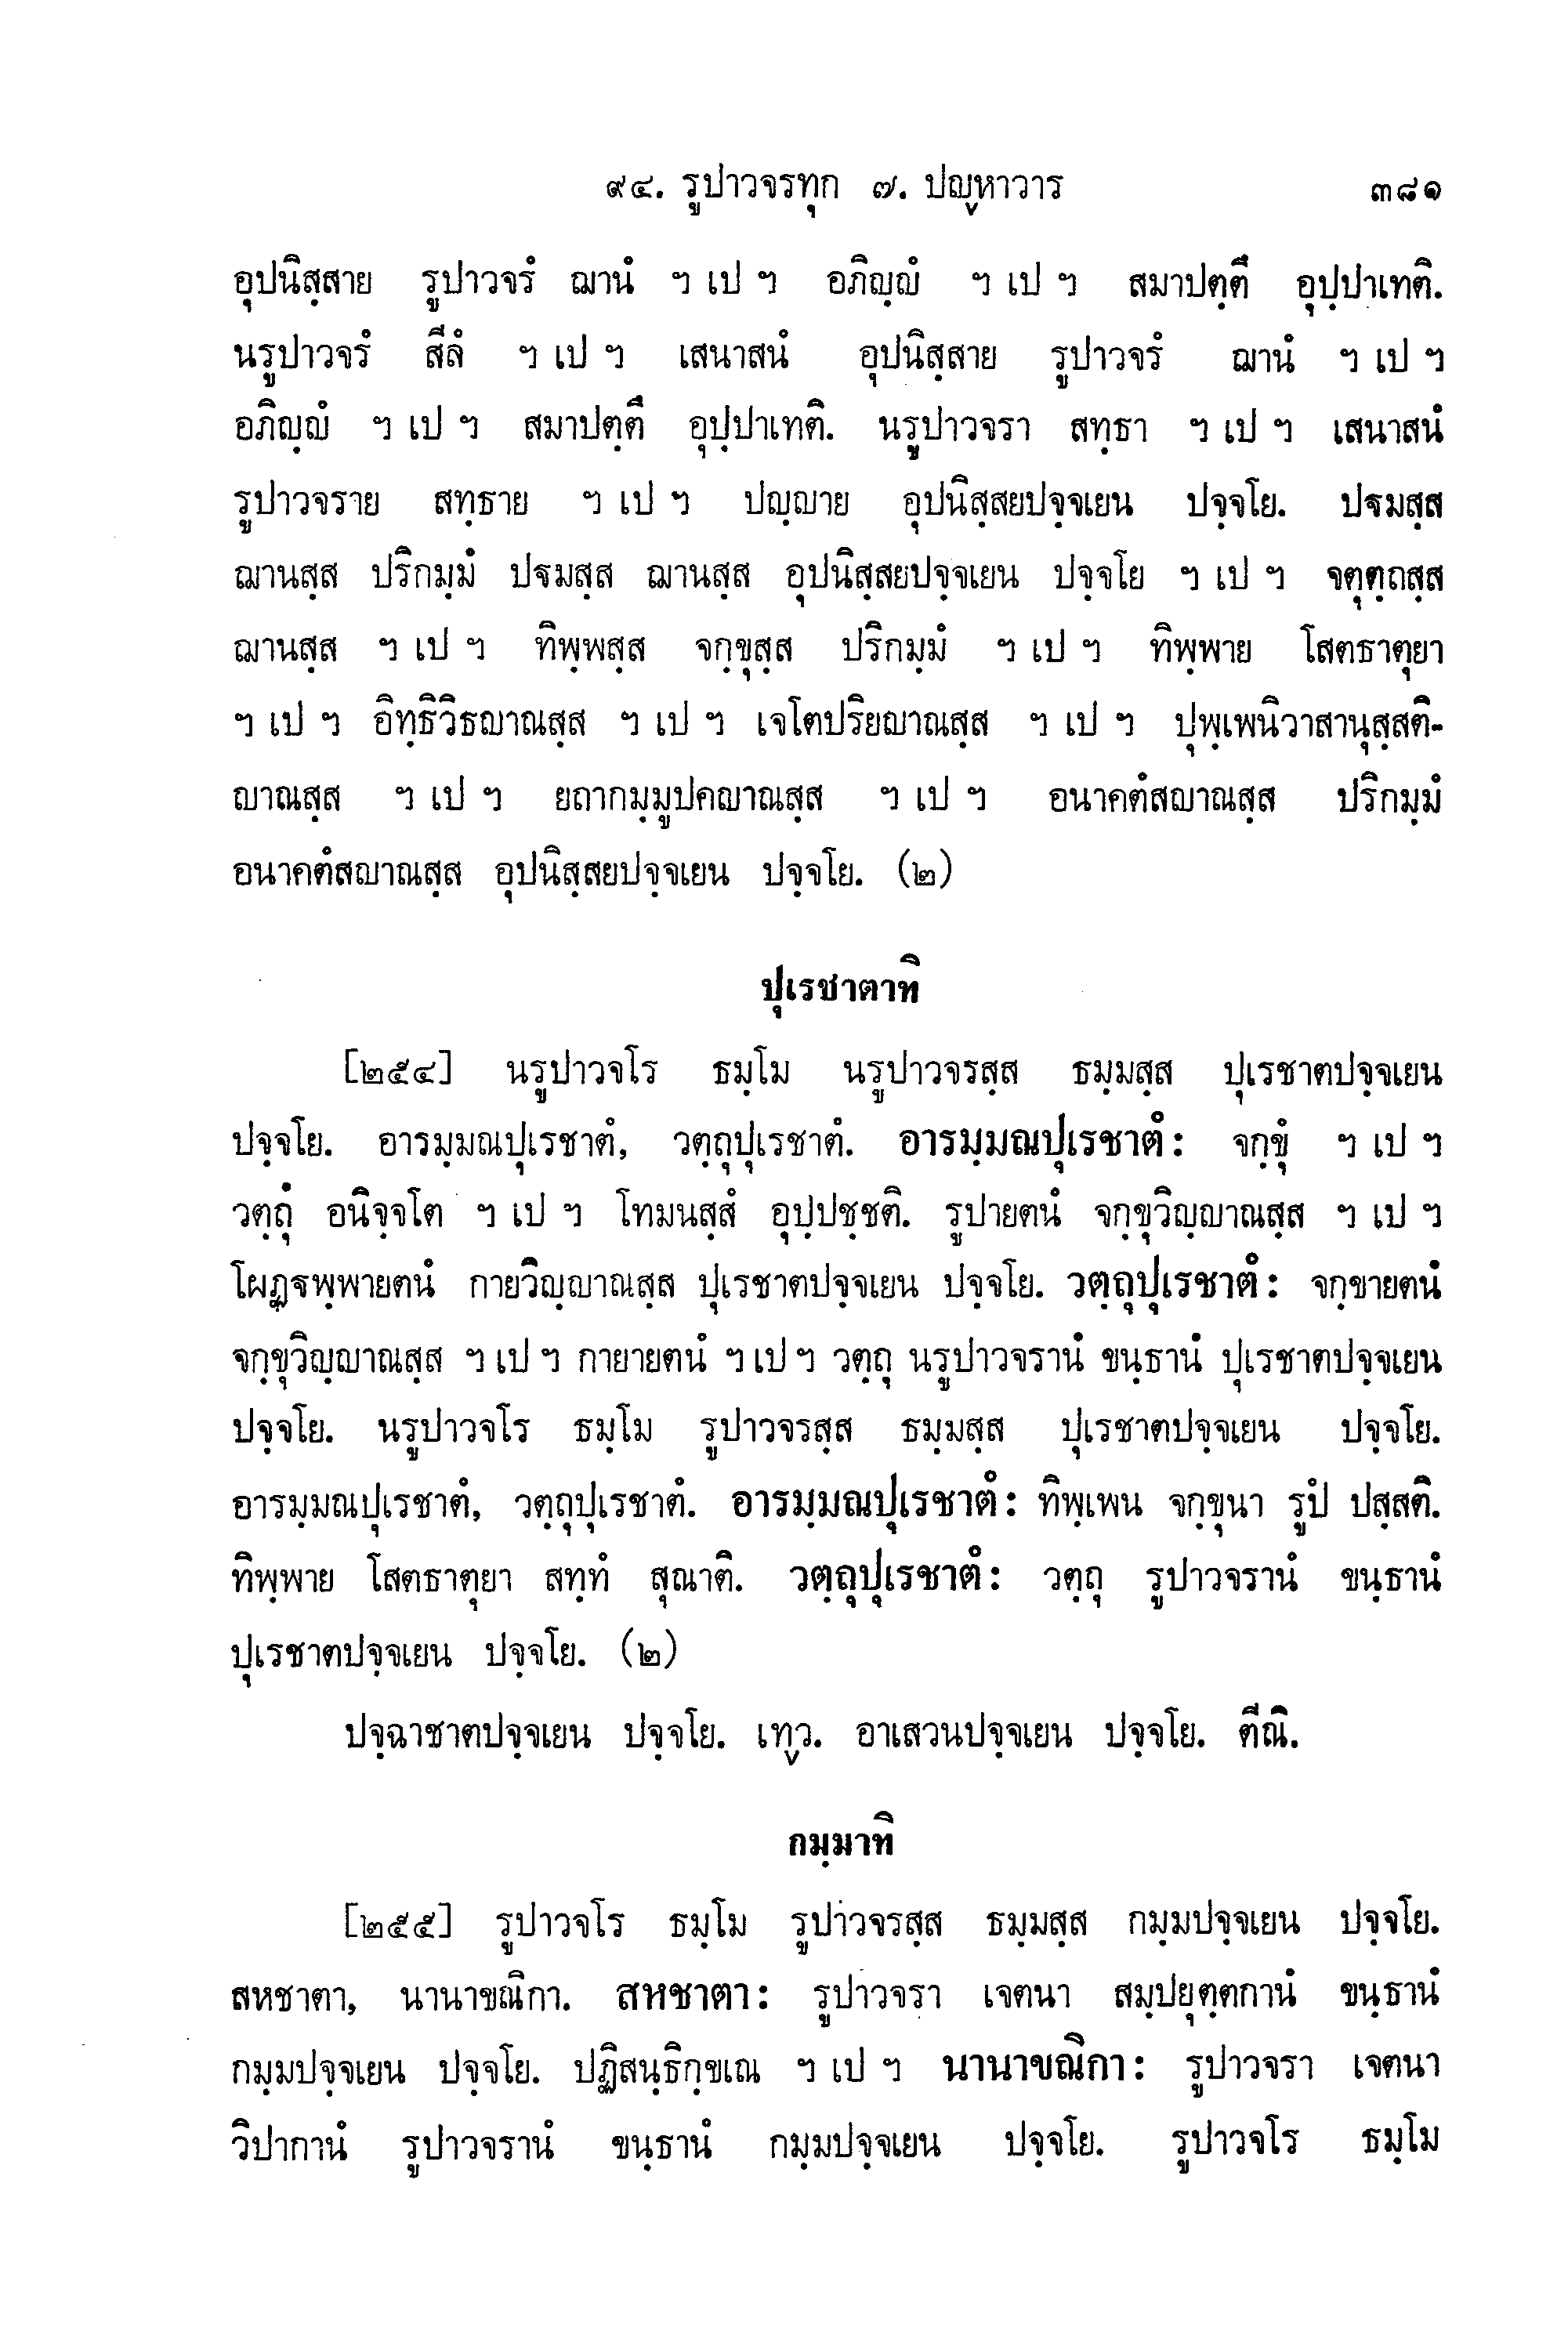 ๙๔. รูปาวจรทุก ๗. ปญฺหาวาร ๓๘๑
อุปนิสฺสาย รูปาวจรํ ฌานํ ฯ เป ฯ อภิญฺญํ ฯ เป ฯ สมาปตฺตึ อุปฺปาเทติ.
นรูปาวจรํ สีลํ ฯ เป ฯ เสนาสนํ อุปนิสฺสาย รูปาวจรํ ฌานํ ฯ เป ฯ
อภิญฺญํ ฯ เป ฯ สมาปตฺตึ อุปฺปาเทติ. นรูปาวจรา สทฺธา ฯ เป ฯ เสนาสนํ
รูปาวจราย สทฺธาย ฯ เป ฯ ปญฺญาย อุปนิสฺสยปจฺจเยน ปจฺจโย. ปฐมสฺส
ฌานสฺส ปริกมฺมํ ปฐมสฺส ฌานสฺส อุปนิสฺสยปจฺจเยน ปจฺจโย ฯ เป ฯ จตุตฺถสฺส
ฌานสฺส ฯ เป ฯ ทิพฺพสฺส จกฺขุสฺส ปริกมฺมํ ฯ เป ฯ ทิพฺพาย โสตธาตุยา
ฯ เป ฯ อิทฺธิวิธญาณสฺส ฯ เป ฯ เจโตปริยญาณสฺส ฯ เป ฯ ปุพฺเพนิวาสานุสฺสติ-
ญาณสฺส ฯ เป ฯ ยถากมฺมูปคญาณสฺส ฯ เป ฯ อนาคตํสญาณสฺส ปริกมฺมํ
อนาคตํสญาณสฺส อุปนิสฺสยปจฺจเยน ปจฺจโย. (๒)
ปุเรชาตาทิ
[๒๕๔] นรูปาวจโร ธมฺโม นรูปาวจรสฺส ธมฺมสฺส ปุเรชาตปจฺจเยน
ปจฺจโย. อารมฺมณปุเรชาตํ, วตฺถุปุเรชาตํ. อารมฺมณปุเรชาตํ: จกฺขุํ ฯ เป ฯ
วตฺถุํ อนิจฺจโต ฯ เป ฯ โทมนสฺสํ อุปฺปชฺชติ. รูปายตนํ จกฺขุวิญฺญาณสฺส ฯ เป ฯ
โผฏฺฐพฺพายตนํ กายวิญฺญาณสฺส ปุเรชาตปจฺจเยน ปจฺจโย. วตฺถุปุเรชาตํ: จกฺขายตนํ
จกฺขุวิญฺญาณสฺส ฯ เป ฯ กายายตนํ ฯ เป ฯ วตฺถุ นรูปาวจรานํ ขนฺธานํ ปุเรชาตปจฺจเยน
ปจฺจโย. นรูปาวจโร ธมฺโม รูปาวจรสฺส ธมฺมสฺส ปุเรชาตปจฺจเยน ปจฺจโย.
อารมฺมณปุเรชาตํ, วตฺถุปุเรชาตํ. อารมฺมณปุเรชาตํ: ทิพฺเพน จกฺขุนา รูปํ ปสฺสติ.
ทิพฺพาย โสตธาตุยา สทฺทํ สุณาติ. วตฺถุปุเรชาตํ: วตฺถุ รูปาวจรานํ ขนฺธานํ
ปุเรชาตปจฺจเยน ปจฺจโย. (๒)
ปจฺฉาชาตปจฺจเยน ปจฺจโย. เทฺว. อาเสวนปจฺจเยน ปจฺจโย. ตีณิ.
กมฺมาทิ
[๒๕๕] รูปาวจโร ธมฺโม รูปาวจรสฺส ธมฺมสฺส กมฺมปจฺจเยน ปจฺจโย.
สหชาตา, นานาขณิกา. สหชาตา: รูปาวจรา เจตนา สมฺปยุตฺตกานํ ขนฺธานํ
กมฺมปจฺจเยน ปจฺจโย. ปฏิสนฺธิกฺขเณ ฯ เป ฯ นานาขณิกา: รูปาวจรา เจตนา
วิปากานํ รูปาวจรานํ ขนฺธานํ กมฺมปจฺจเยน ปจฺจโย. รูปาวจโร ธมฺโม